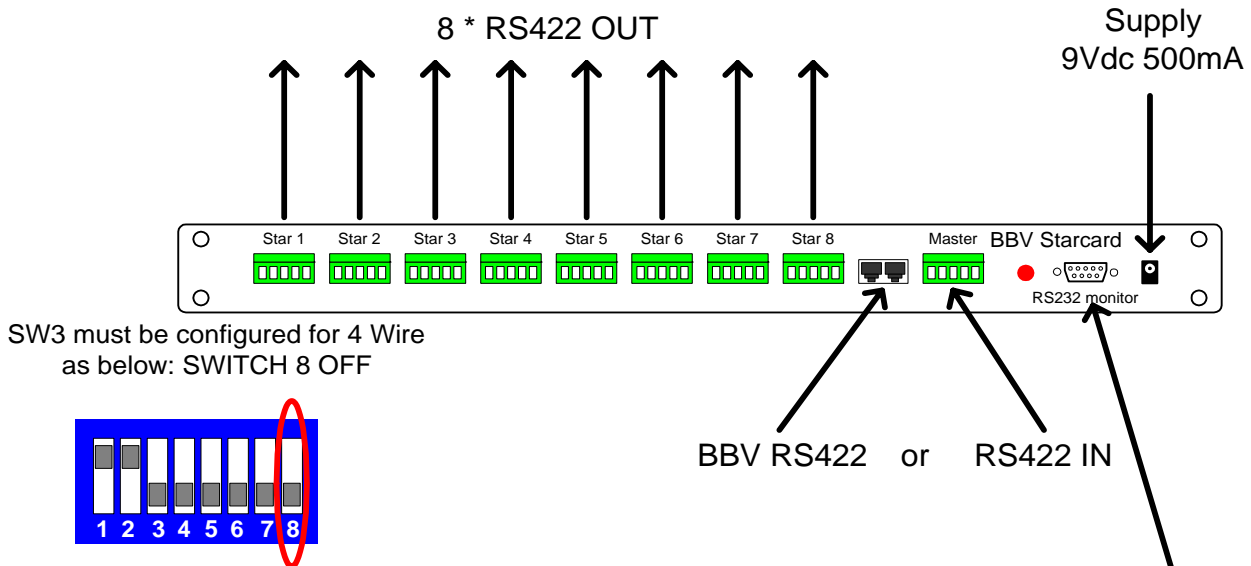 8 * RS422 OUT
Supply
9Vdc 500mA
Star 1 Star 2 Star 3 Star 4 Star 5 Star 6 Star 7 Star 8 Master BBV Starcard
RS232 monitor
SW3 must be configured for 4 Wire
as below: SWITCH 8 OFF
BBV RS422 or RS422 IN
1 2 3 4 5 6 7 8